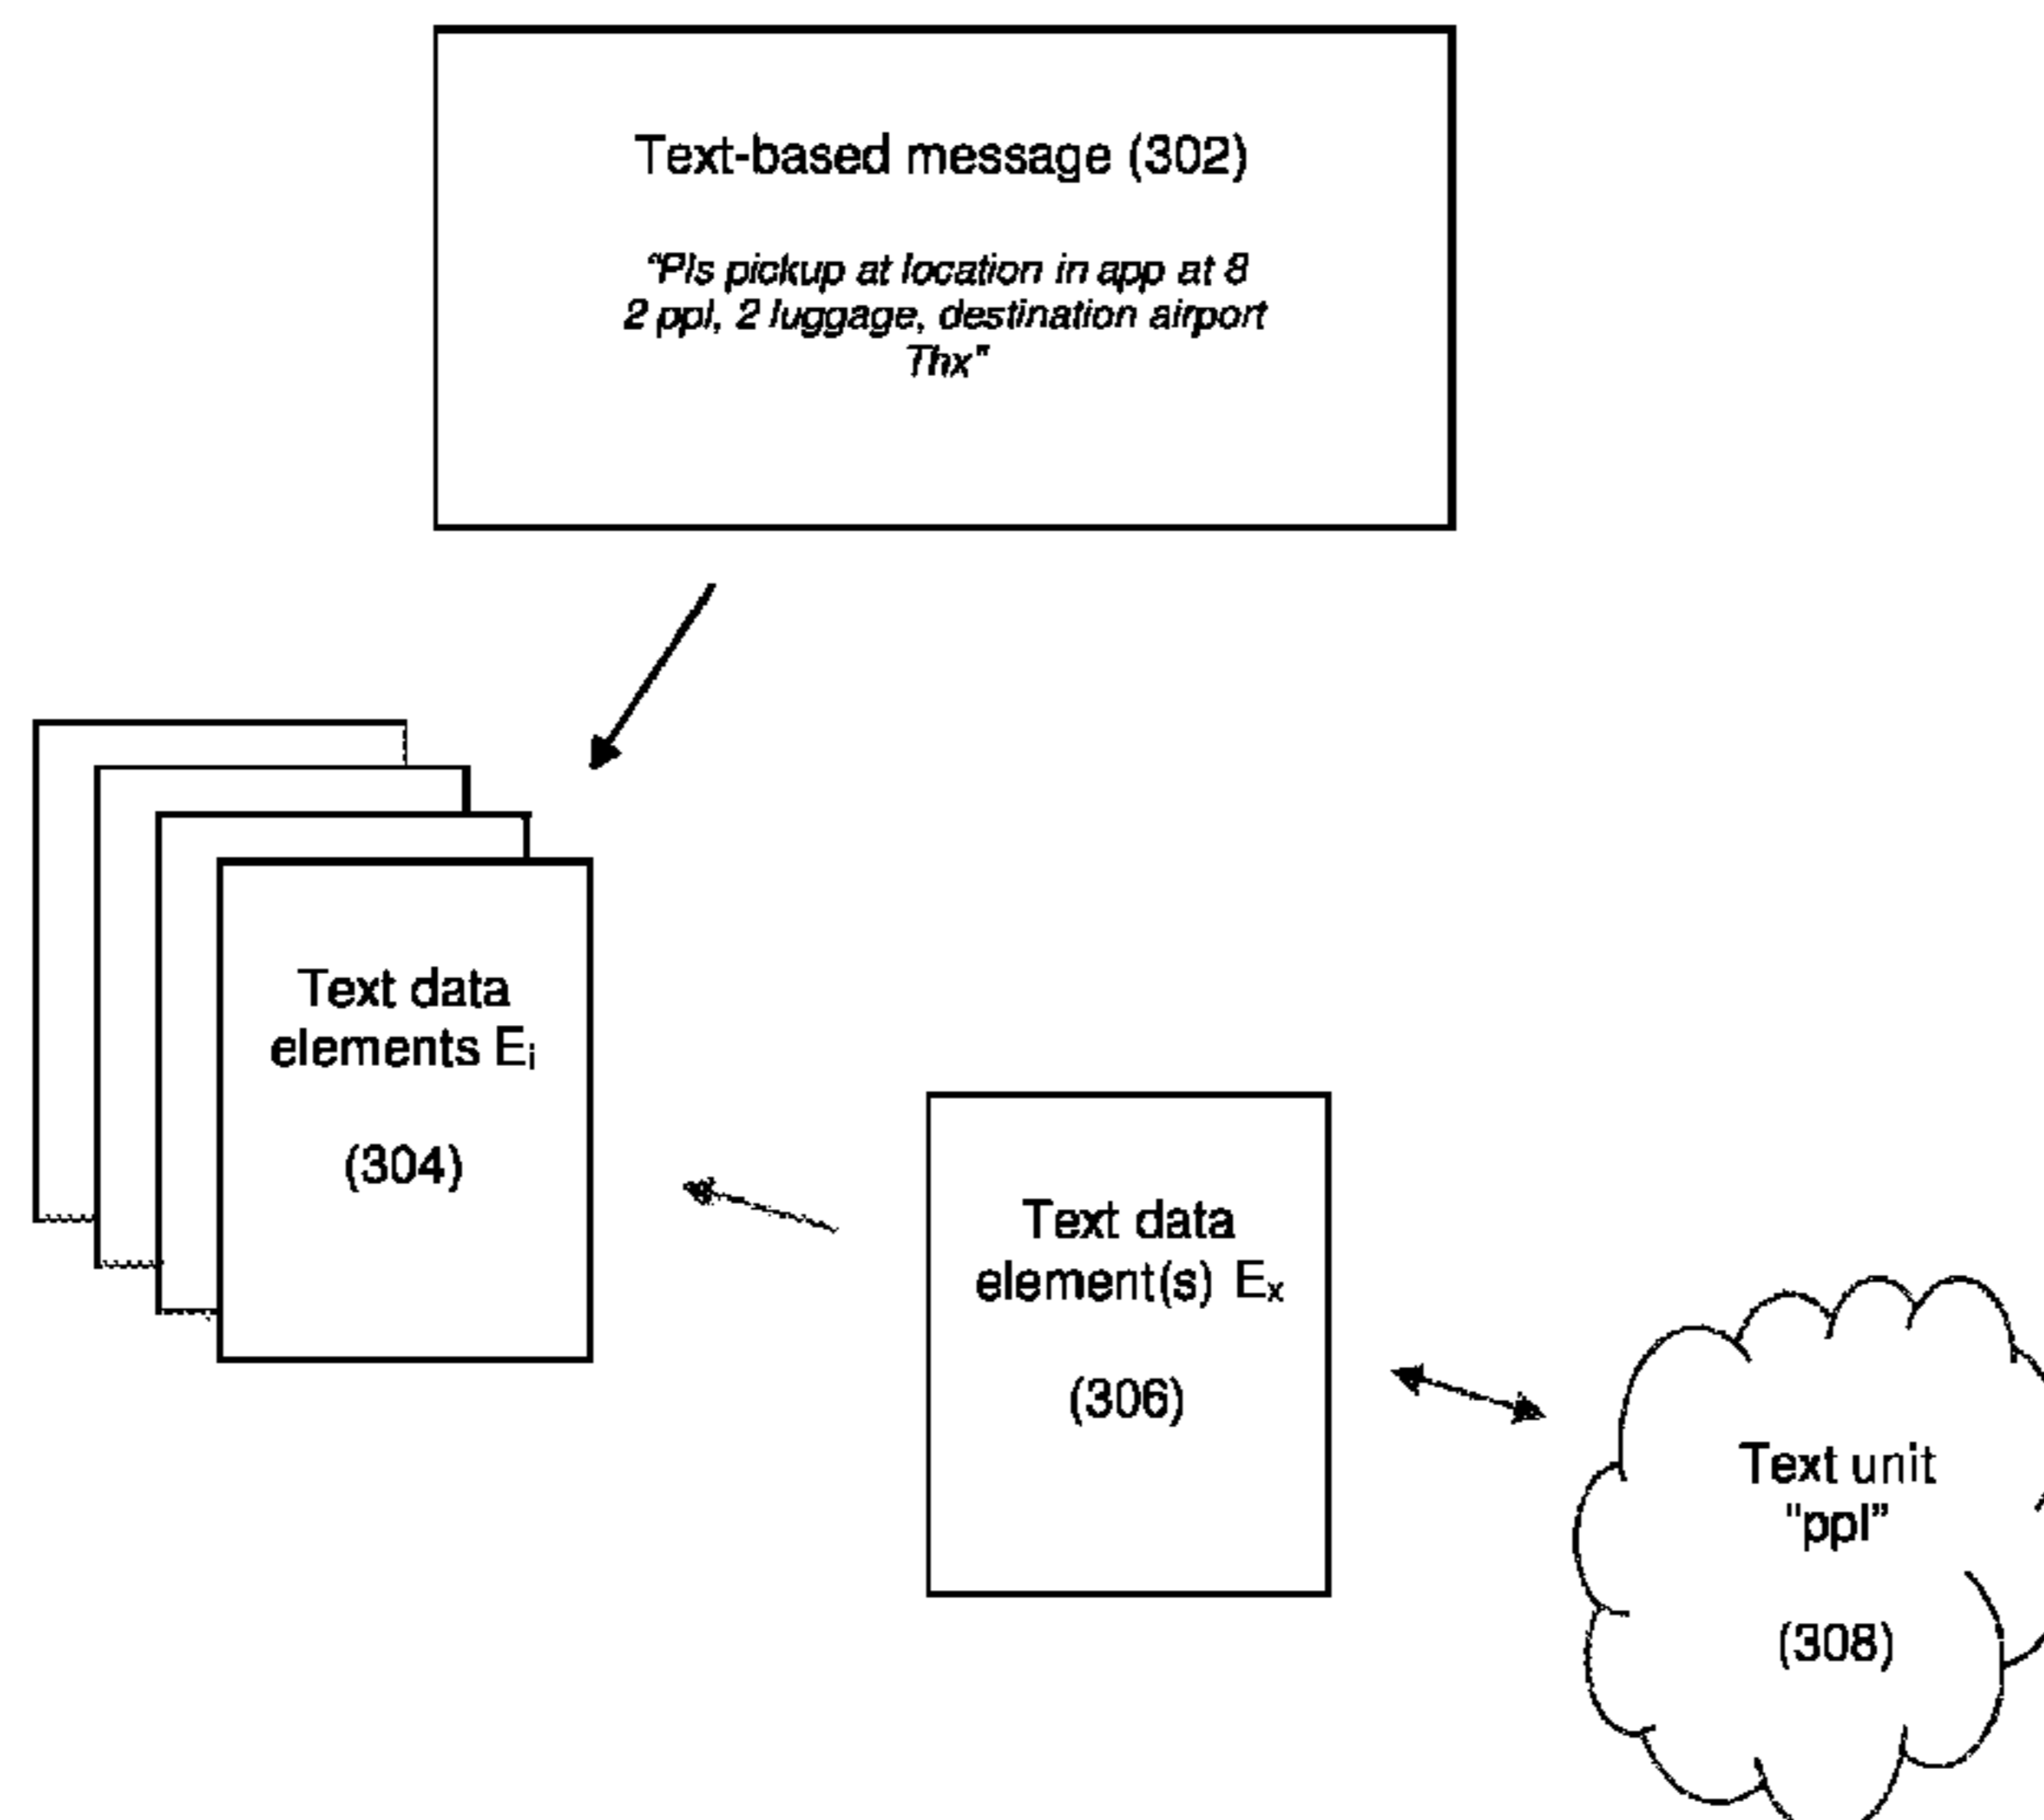 Text-based message (302)
“Pls pickup at location in app at 8
2 ppl, 2 luggage, destination airport
Thx"
Text data
elements Ei
(304)
Text data
element(s) Ex
(306)
Text unit
"ppl”
(308)